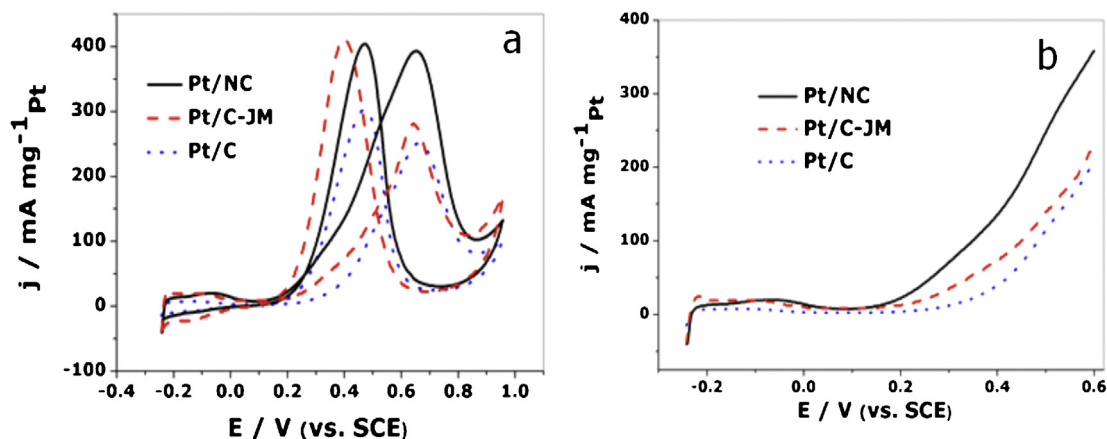 a
Pt/NC
Pt/C-JM
Pt/C
j / mA mg-1Pt
400
300
200
100
0
-100
-0.4
-0.2
0.0
0.2
0.4
0.6
0.8
1.0
E / V (vs. SCE)
b
Pt/NC
Pt/C-JM
Pt/C
j / mA mg-1Pt
400
300
200
100
0
-0.2
0.0
0.2
0.4
0.6
E / V (vs. SCE)